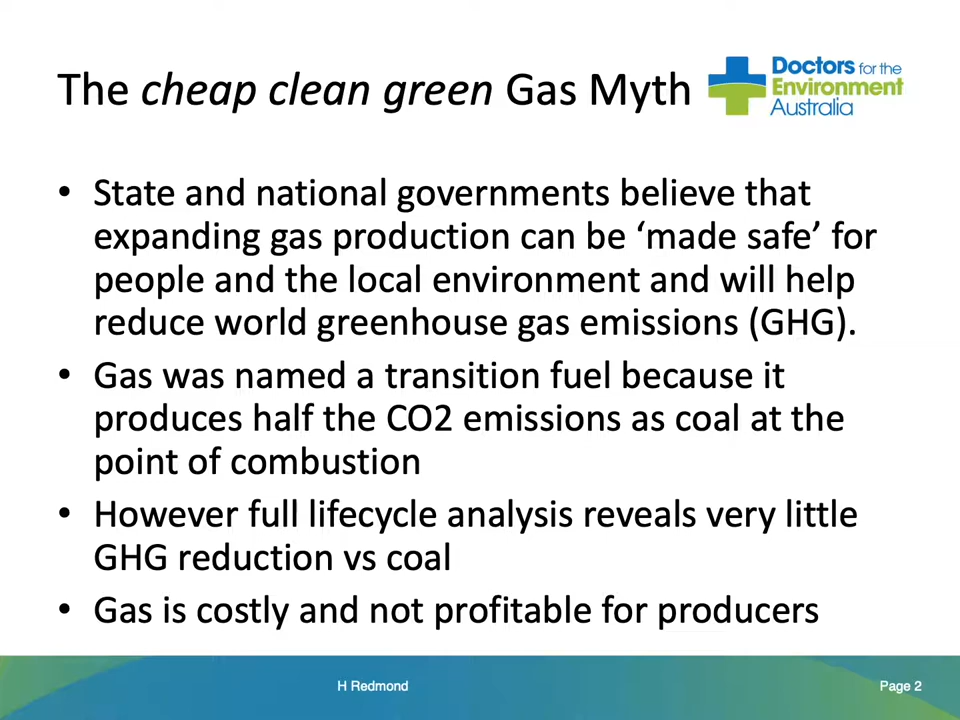 The cheap clean green Gas Myth
Doctors for the
Environment
Australia
• State and national governments believe that
expanding gas production can be ‘made safe’ for
people and the local environment and will help
reduce world greenhouse gas emissions (GHG).
• Gas was named a transition fuel because it
produces half the CO2 emissions as coal at the
point of combustion
• However full lifecycle analysis reveals very little
GHG reduction vs coal
• Gas is costly and not profitable for producers
H Redmond
Page 2